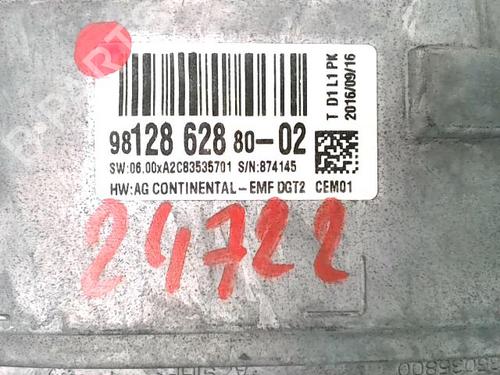 98128 628 80-02
SW:06.00xA2C83535701 S/N:874145
HW:AG CONTINENTAL-EMF DGT2 CEM01
T D1 L1 PK
2016/09/16
24722